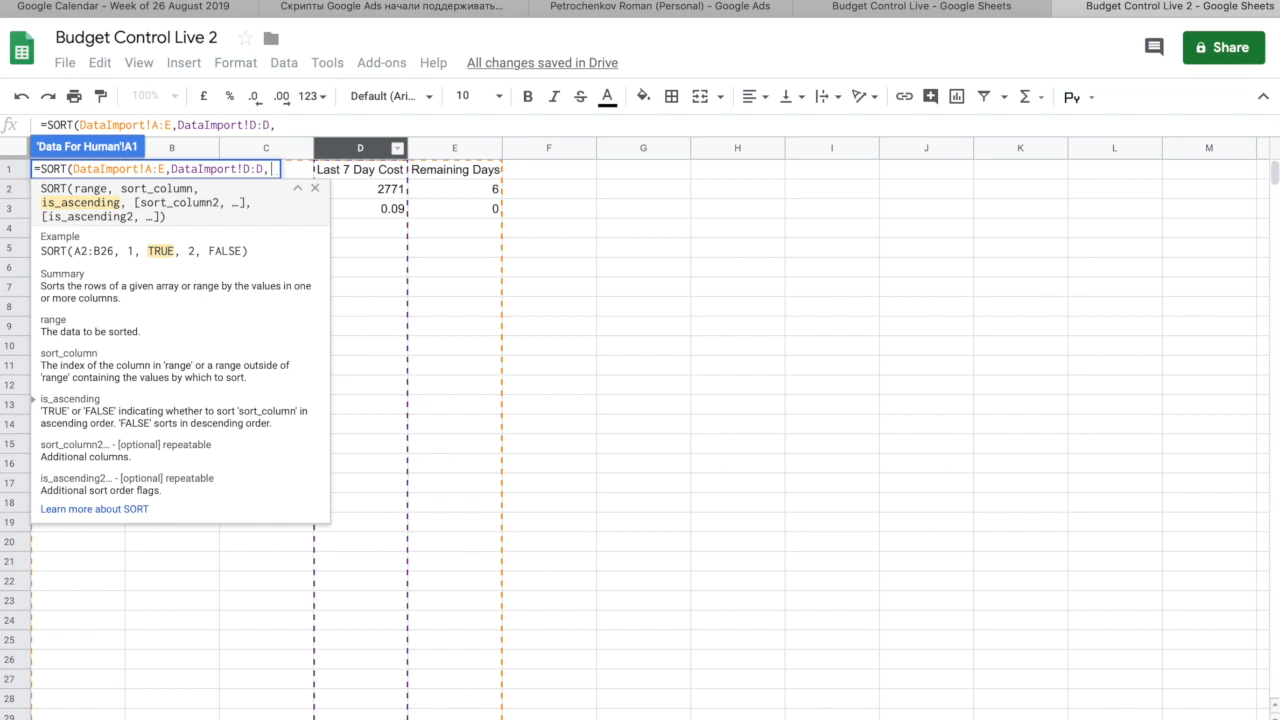 Google Calendar - Week of 26 August 2019
Скрипты Google Ads начали поддерживать...
Petrochenkov Roman (Personal) - Google Ads
Budget Control Live - Google Sheets
Budget Control Live 2 - Google Sheets
Budget Control Live 2
File Edit View Insert Format Data Tools Add-ons Help All changes saved in Drive
Share
100% £ % .0 .00 123 Default (Ari... 10 B I S A Σ Ру
fx =SORT(DataImport!A:E,DataImport!D:D,
'Data For Human'!A1 B C D E F G H I J K L M
1 =SORT(DataImport!A:E,DataImport!D:D, Last 7 Day Cost Remaining Days
2 2771 6
3 0.09 0
SORT(range, sort_column,
is_ascending, [sort_column2, …],
[is_ascending2, …])
Example
SORT(A2:B26, 1, TRUE, 2, FALSE)
Summary
Sorts the rows of a given array or range by the values in one
or more columns.
range
The data to be sorted.
sort_column
The index of the column in 'range' or a range outside of
'range' containing the values by which to sort.
is_ascending
'TRUE' or 'FALSE' indicating whether to sort 'sort_column' in
ascending order. 'FALSE' sorts in descending order.
sort_column2... - [optional] repeatable
Additional columns.
is_ascending2... - [optional] repeatable
Additional sort order flags.
Learn more about SORT
4
5
6
7
8
9
10
11
12
13
14
15
16
17
18
19
20
21
22
23
24
25
26
27
28
29